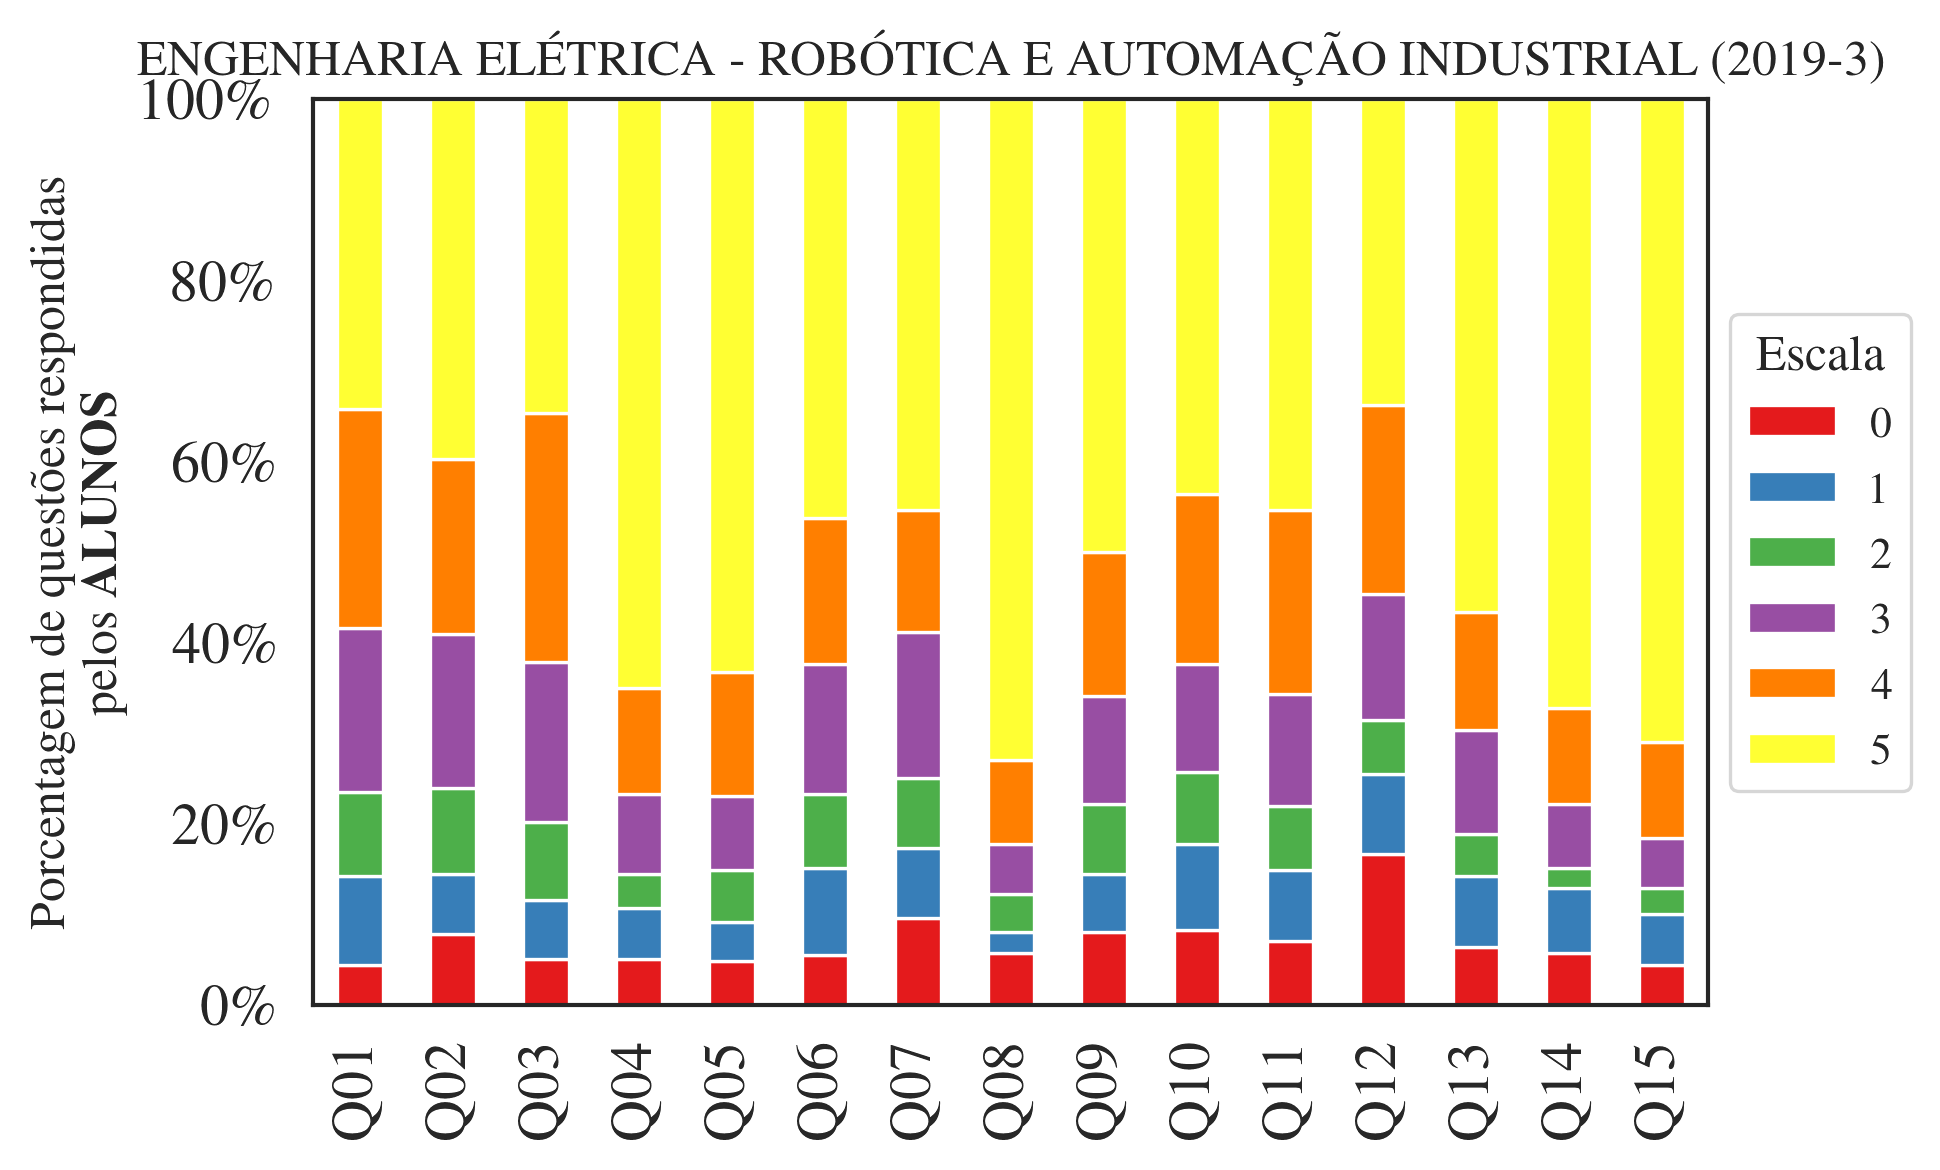 ENGENHARIA ELÉTRICA - ROBÓTICA E AUTOMAÇÃO INDUSTRIAL (2019-3)
Porcentagem de questões respondidas
pelos ALUNOS
100%
80%
60%
40%
20%
0%
Q01
Q02
Q03
Q04
Q05
Q06
Q07
Q08
Q09
Q10
Q11
Q12
Q13
Q14
Q15
Escala
0
1
2
3
4
5